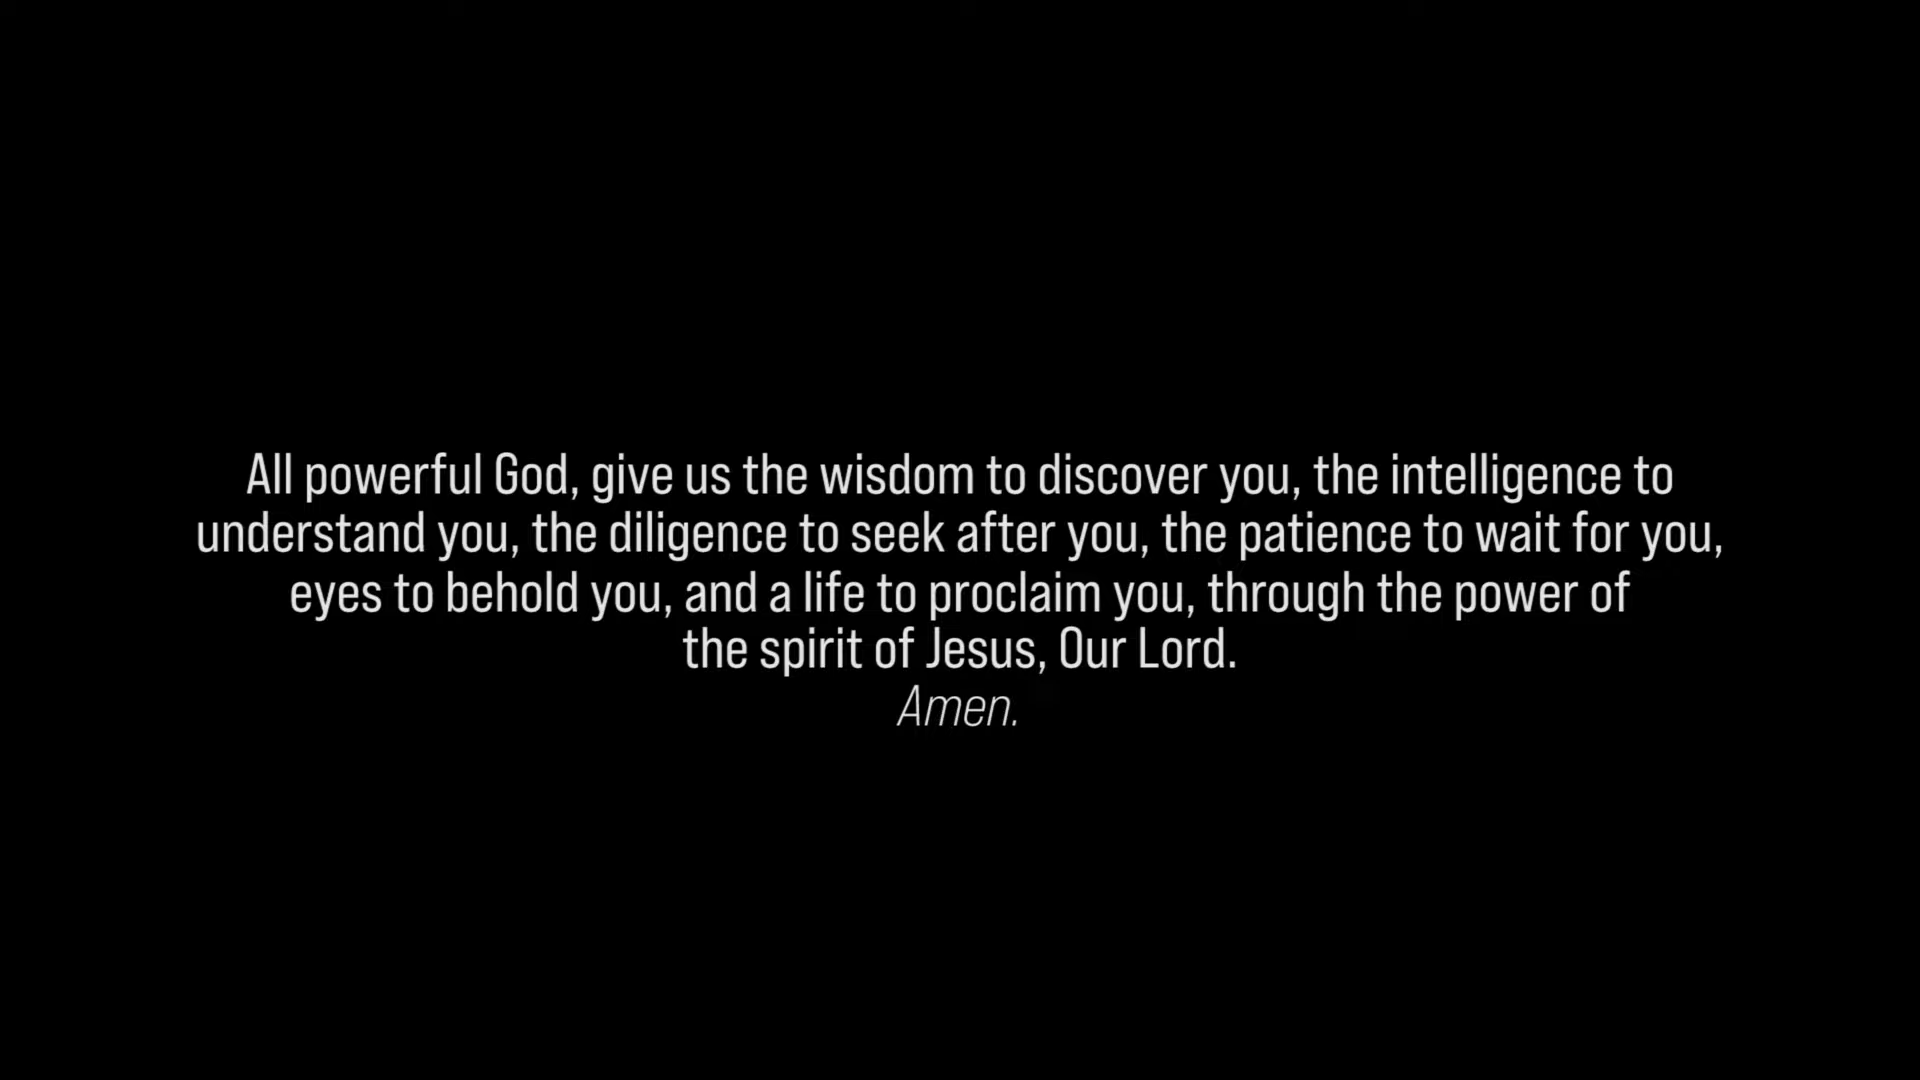 All powerful God, give us the wisdom to discover you, the intelligence to
understand you, the diligence to seek after you, the patience to wait for you,
eyes to behold you, and a life to proclaim you, through the power of
the spirit of Jesus, Our Lord.
Amen.